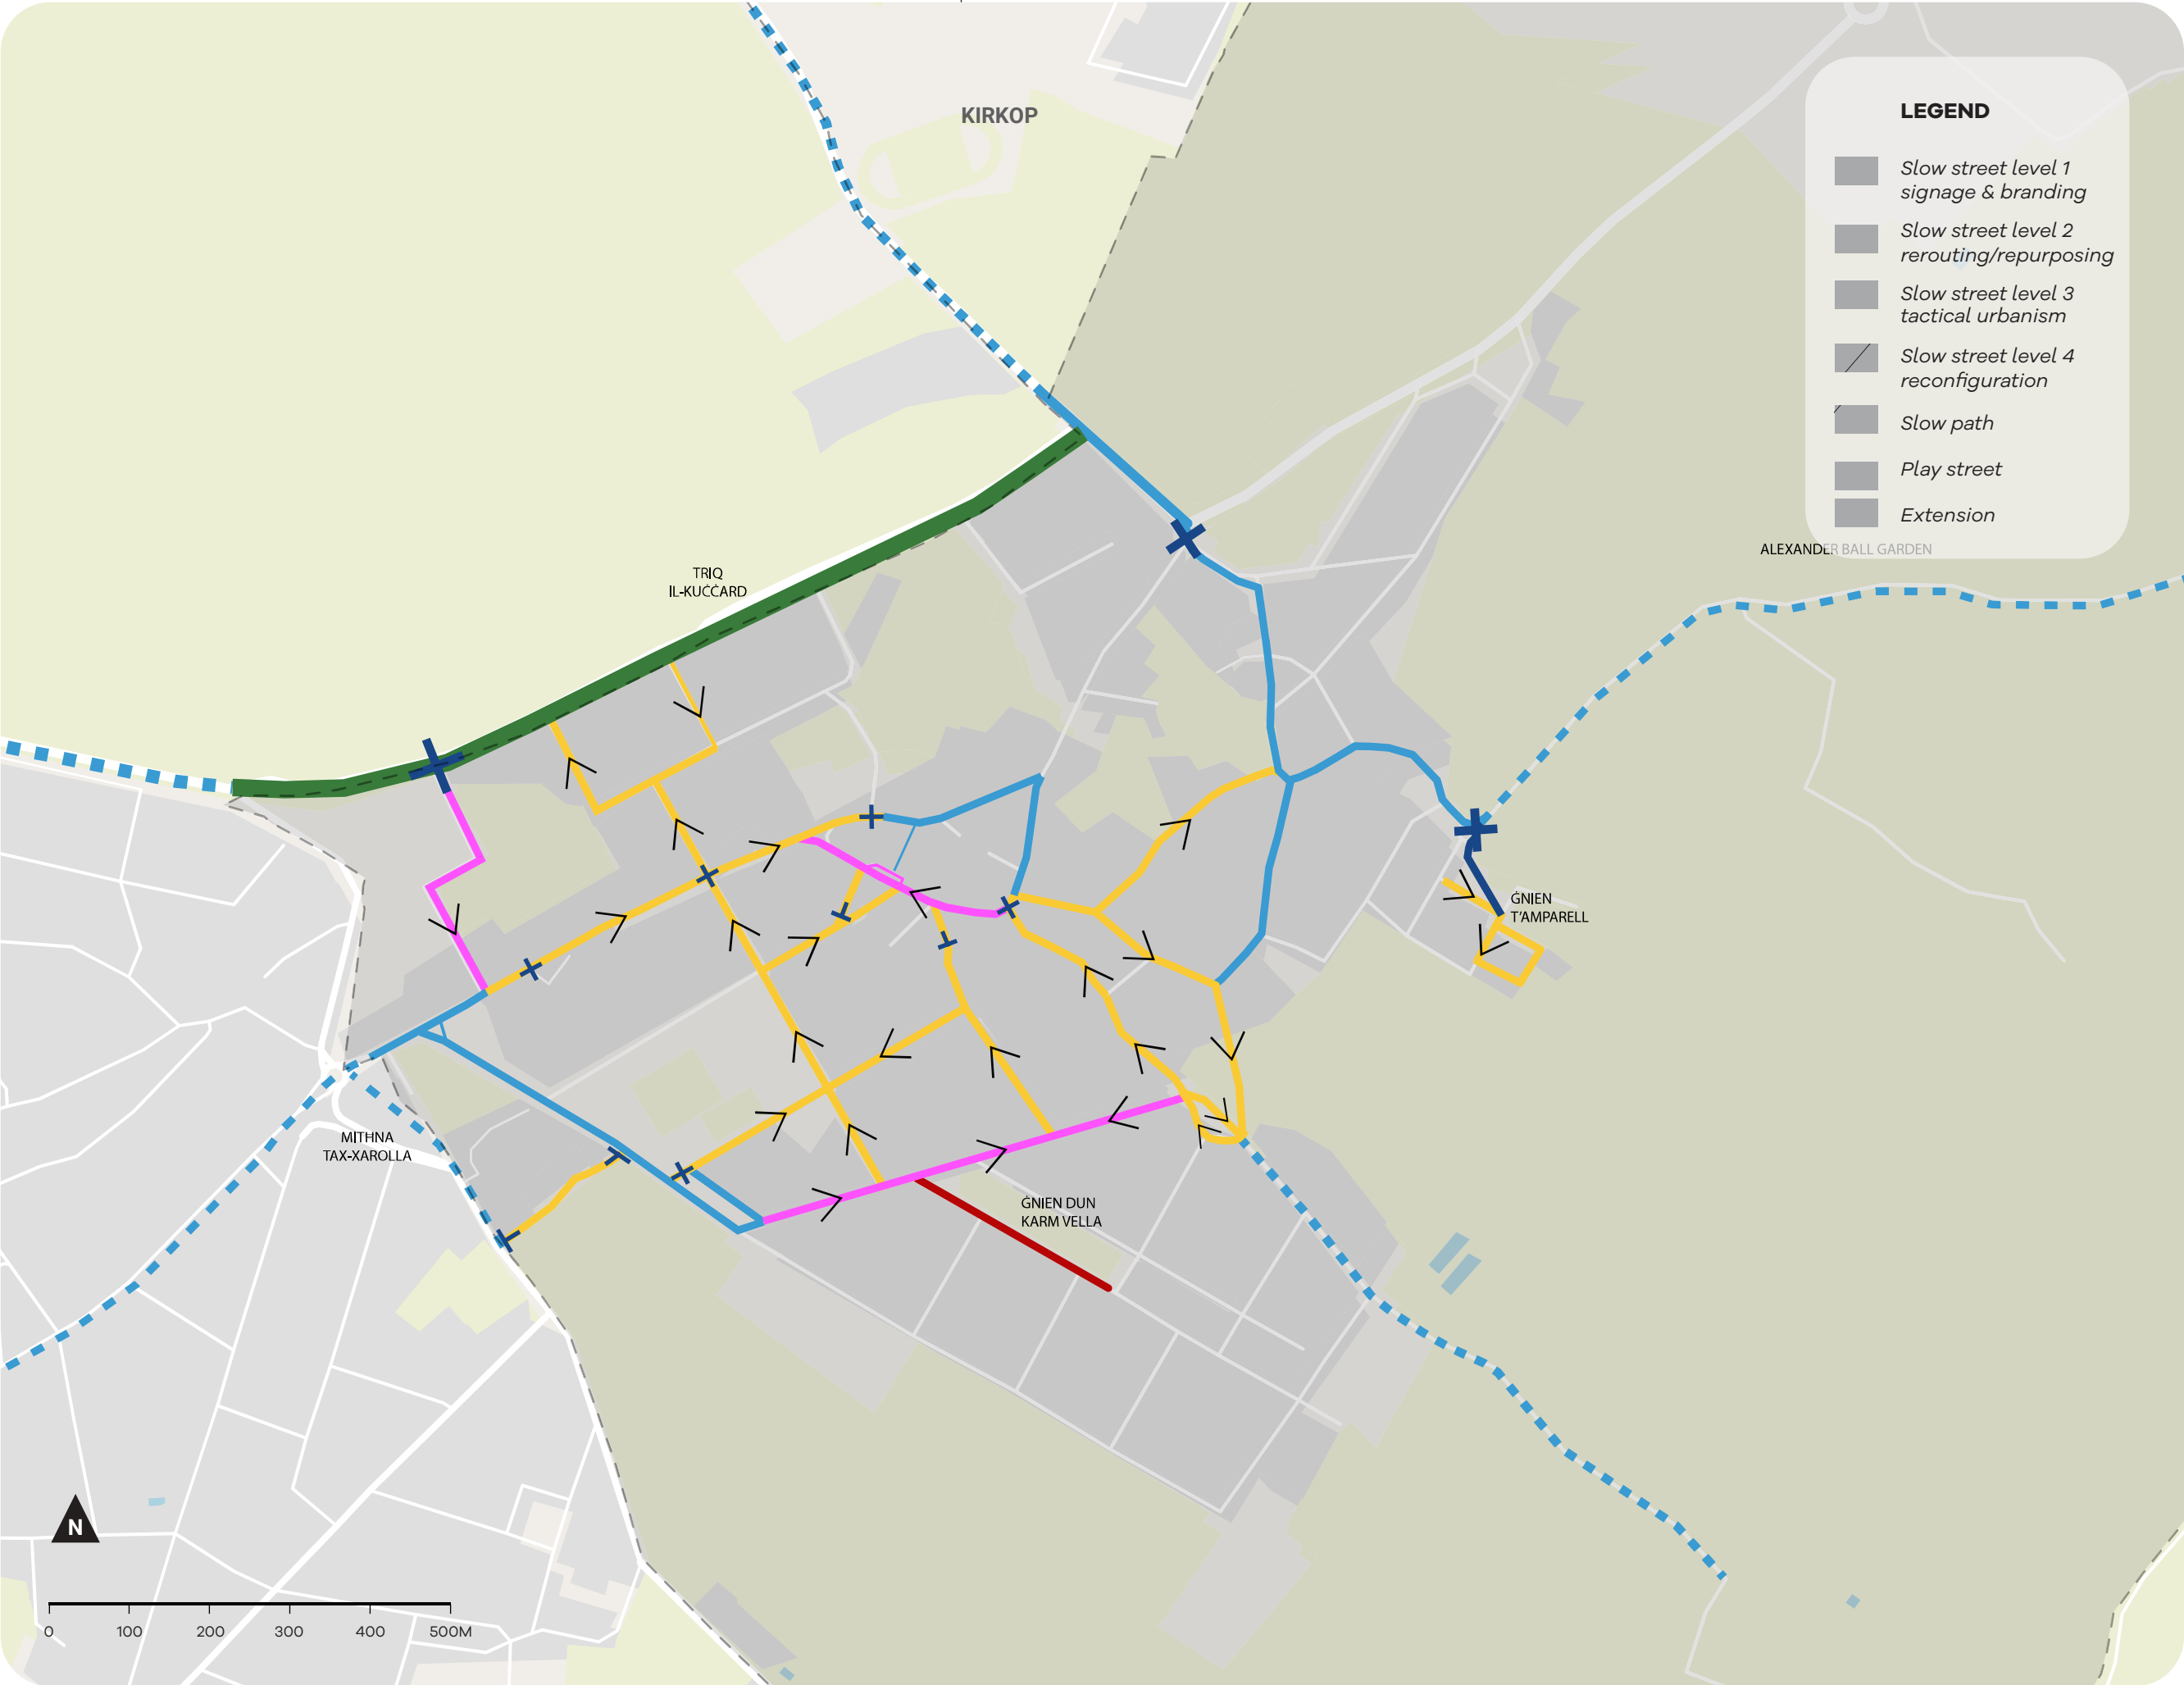 KIRKOP
LEGEND
Slow street level 1
signage & branding
Slow street level 2
rerouting/repurposing
Slow street level 3
tactical urbanism
Slow street level 4
reconfiguration
Slow path
Play street
Extension
ALEXANDER BALL GARDEN
TRIQ
IL-KUĊĊARD
ĠNIEN
T'AMPARELL
MITHNA
TAX-XAROLLA
ĠNIEN DUN
KARM VELLA
N
0 100 200 300 400 500M